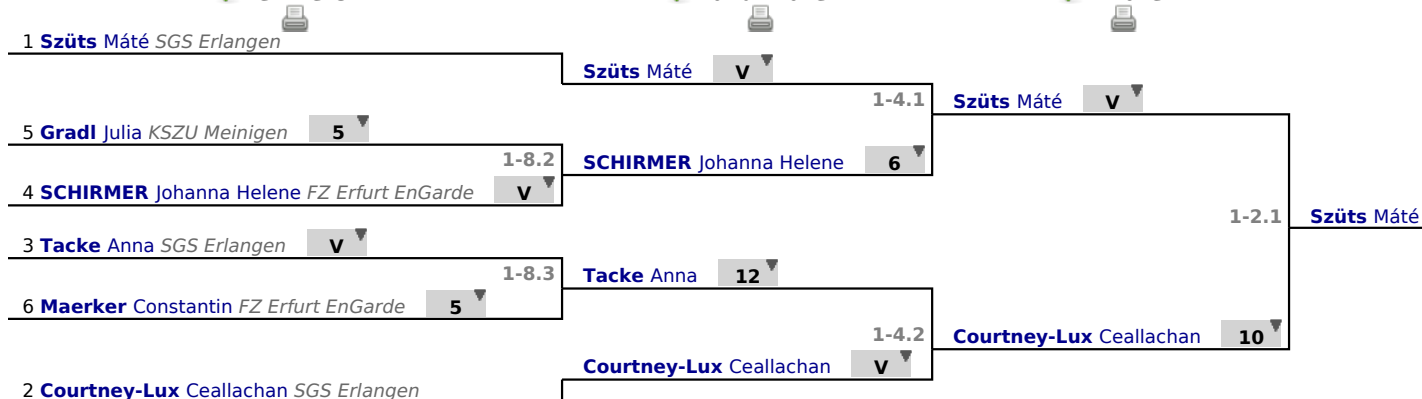 1 Szüts Máté SGS Erlangen
Szüts Máté V
1-4.1
Szüts Máté V
5 Gradl Julia KSZU Meinigen 5
1-8.2
SCHIRMER Johanna Helene 6
4 SCHIRMER Johanna Helene FZ Erfurt EnGarde V
1-2.1
Szüts Máté
3 Tacke Anna SGS Erlangen V
1-8.3
Tacke Anna 12
6 Maerker Constantin FZ Erfurt EnGarde 5
1-4.2
Courtney-Lux Ceallachan 10
Courtney-Lux Ceallachan V
2 Courtney-Lux Ceallachan SGS Erlangen